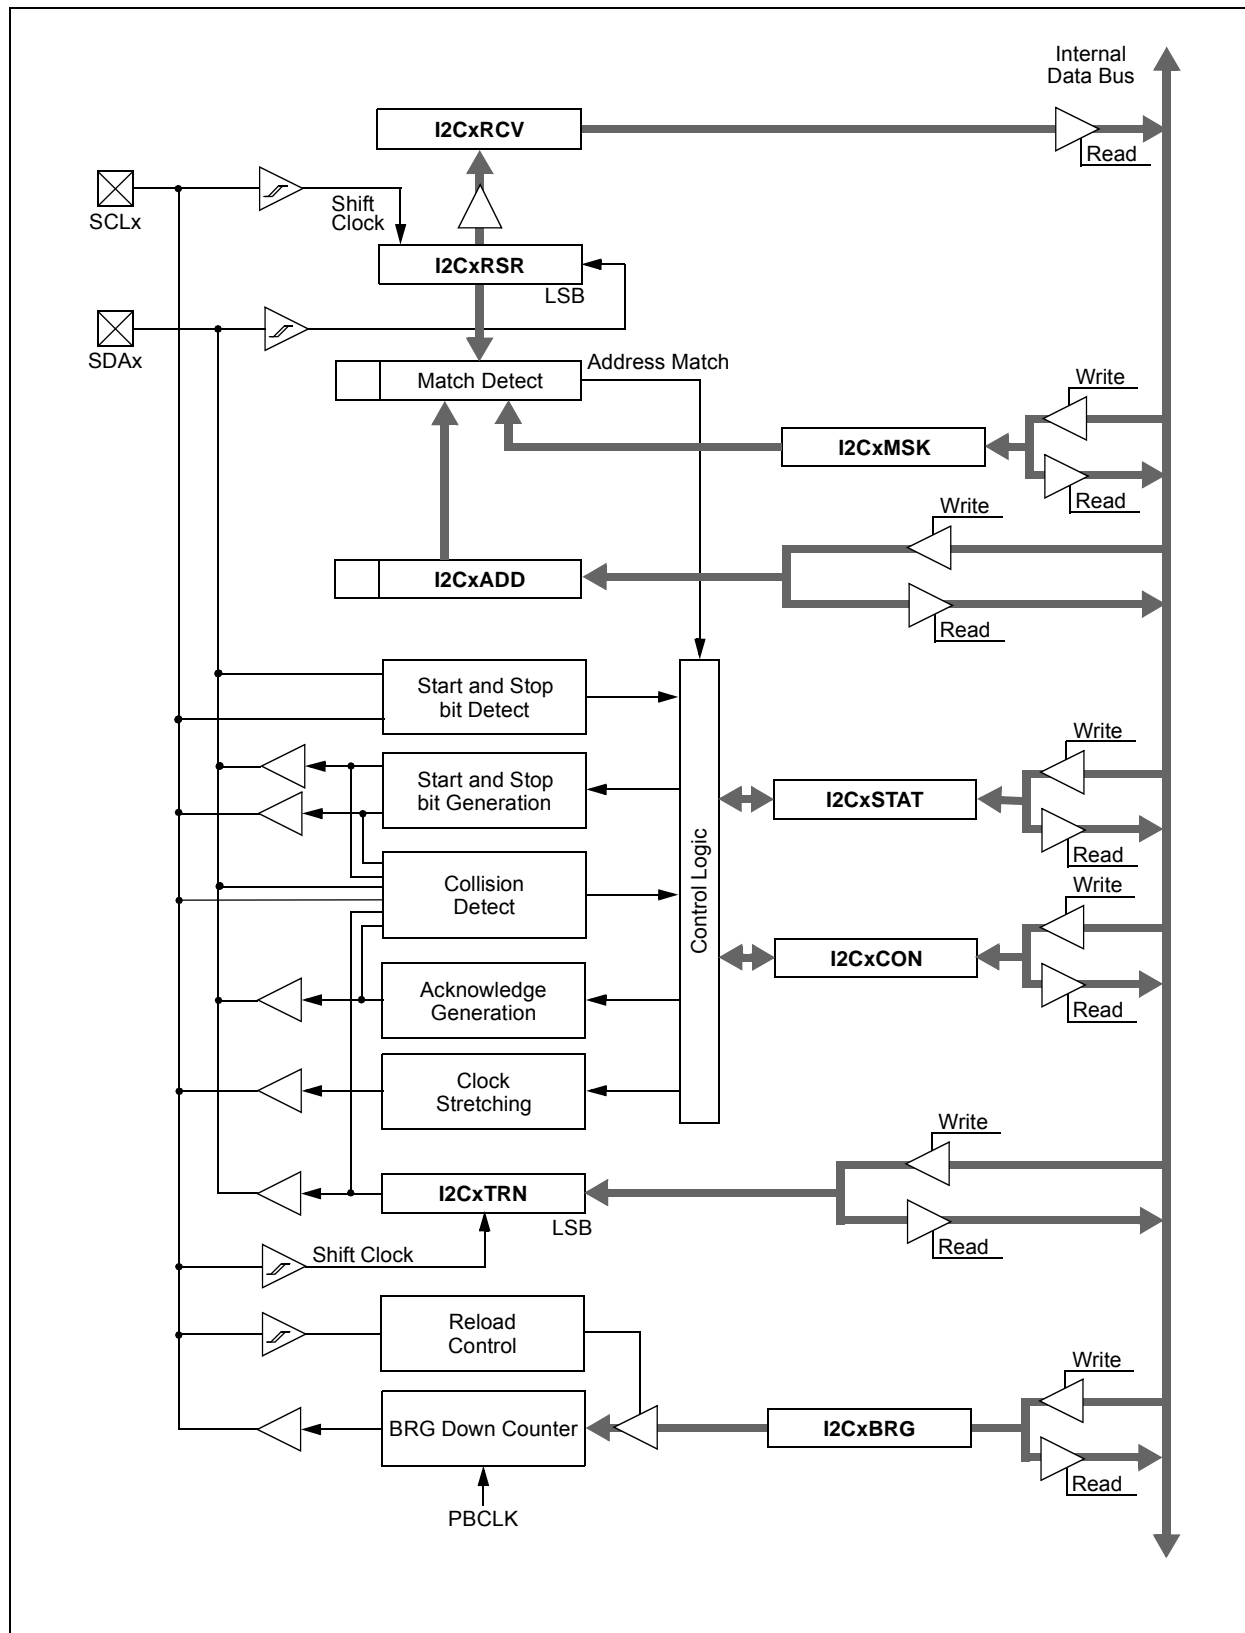 Internal
Data Bus
I2CxRCV
Read
SCLx
Shift
Clock
I2CxRSR
LSB
SDAx
Match Detect
Address Match
Write
I2CxMSK
Read
Write
I2CxADD
Read
Start and Stop
bit Detect
Write
Start and Stop
bit Generation
I2CxSTAT
Read
Control Logic
Collision
Detect
Write
I2CxCON
Read
Acknowledge
Generation
Clock
Stretching
Write
I2CxTRN
LSB
Read
Shift Clock
Reload
Control
Write
BRG Down Counter
I2CxBRG
Read
PBCLK